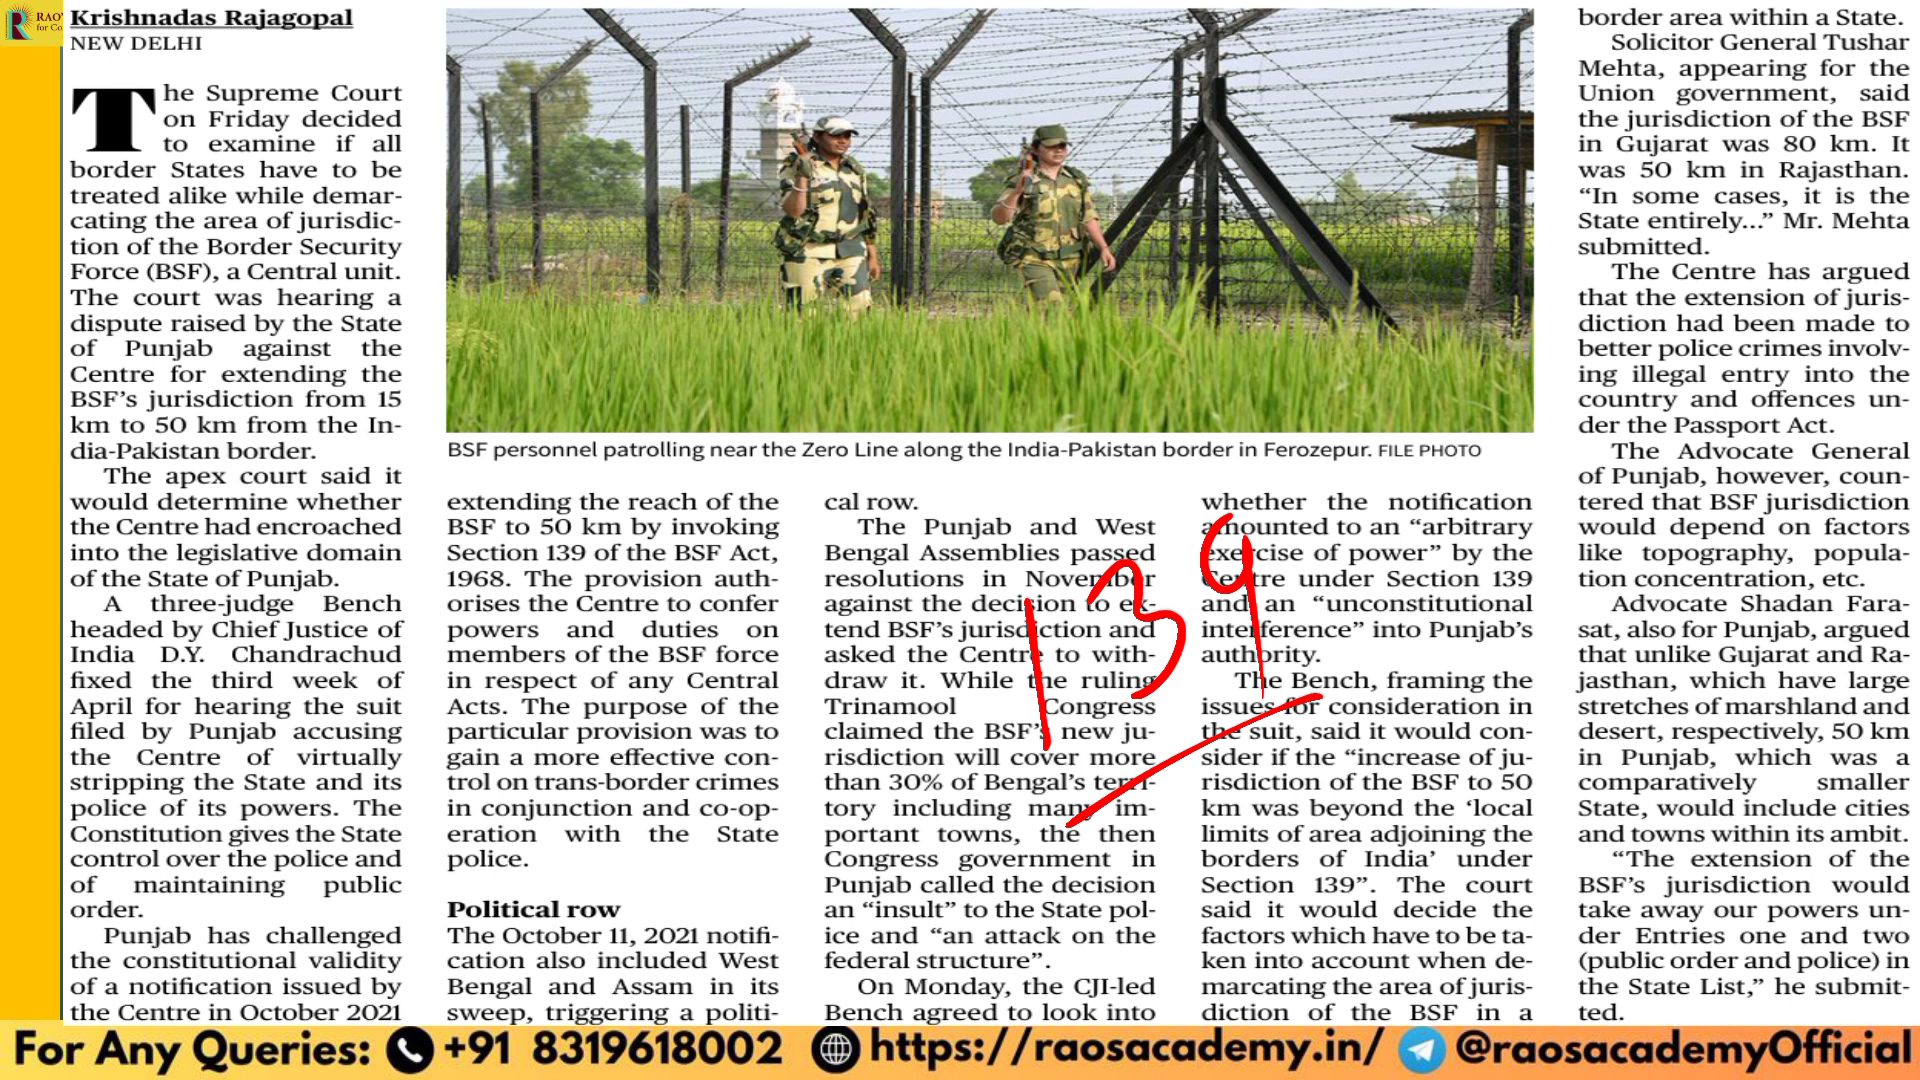 RAO'
for Co
Krishnadas Rajagopal
NEW DELHI
The Supreme Court
on Friday decided
to examine if all
border States have to be
treated alike while demar-
cating the area of jurisdic-
tion of the Border Security
Force (BSF), a Central unit.
The court was hearing a
dispute raised by the State
of Punjab against the
Centre for extending the
BSF's jurisdiction from 15
km to 50 km from the In-
dia-Pakistan border.
The apex court said it
would determine whether
the Centre had encroached
into the legislative domain
of the State of Punjab.
A three-judge Bench
headed by Chief Justice of
India D.Y. Chandrachud
fixed the third week of
April for hearing the suit
filed by Punjab accusing
the Centre of virtually
stripping the State and its
police of its powers. The
Constitution gives the State
control over the police and
of maintaining public
order.
Punjab has challenged
the constitutional validity
of a notification issued by
the Centre in October 2021
BSF personnel patrolling near the Zero Line along the India-Pakistan border in Ferozepur. FILE PHOTO
extending the reach of the
BSF to 50 km by invoking
Section 139 of the BSF Act,
1968. The provision auth-
orises the Centre to confer
powers and duties on
members of the BSF force
in respect of any Central
Acts. The purpose of the
particular provision was to
gain a more effective con-
trol on trans-border crimes
in conjunction and co-op-
eration with the State
police.
Political row
The October 11, 2021 notifi-
cation also included West
Bengal and Assam in its
sweep, triggering a politi-
cal row.
The Punjab and West
Bengal Assemblies passed
resolutions in November
against the decision to ex-
tend BSF's jurisdiction and
asked the Centre to with-
draw it. While the ruling
Trinamool Congress
claimed the BSF's new ju-
risdiction will cover more
than 30% of Bengal's terri-
tory including many im-
portant towns, the then
Congress government in
Punjab called the decision
an “insult” to the State pol-
ice and “an attack on the
federal structure”.
On Monday, the CJI-led
Bench agreed to look into
whether the notification
amounted to an “arbitrary
exercise of power” by the
Centre under Section 139
and an “unconstitutional
interference” into Punjab's
authority.
The Bench, framing the
issues for consideration in
the suit, said it would con-
sider if the “increase of ju-
risdiction of the BSF to 50
km was beyond the ‘local
limits of area adjoining the
borders of India’ under
Section 139”. The court
said it would decide the
factors which have to be ta-
ken into account when de-
marcating the area of juris-
diction of the BSF in a
border area within a State.
Solicitor General Tushar
Mehta, appearing for the
Union government, said
the jurisdiction of the BSF
in Gujarat was 80 km. It
was 50 km in Rajasthan.
“In some cases, it is the
State entirely...” Mr. Mehta
submitted.
The Centre has argued
that the extension of juris-
diction had been made to
better police crimes involv-
ing illegal entry into the
country and offences un-
der the Passport Act.
The Advocate General
of Punjab, however, coun-
tered that BSF jurisdiction
would depend on factors
like topography, popula-
tion concentration, etc.
Advocate Shadan Fara-
sat, also for Punjab, argued
that unlike Gujarat and Ra-
jasthan, which have large
stretches of marshland and
desert, respectively, 50 km
in Punjab, which was a
comparatively smaller
State, would include cities
and towns within its ambit.
“The extension of the
BSF's jurisdiction would
take away our powers un-
der Entries one and two
(public order and police) in
the State List,” he submit-
ted.
139
For Any Queries: +91 8319618002 https://raosacademy.in/ @raosacademyOfficial